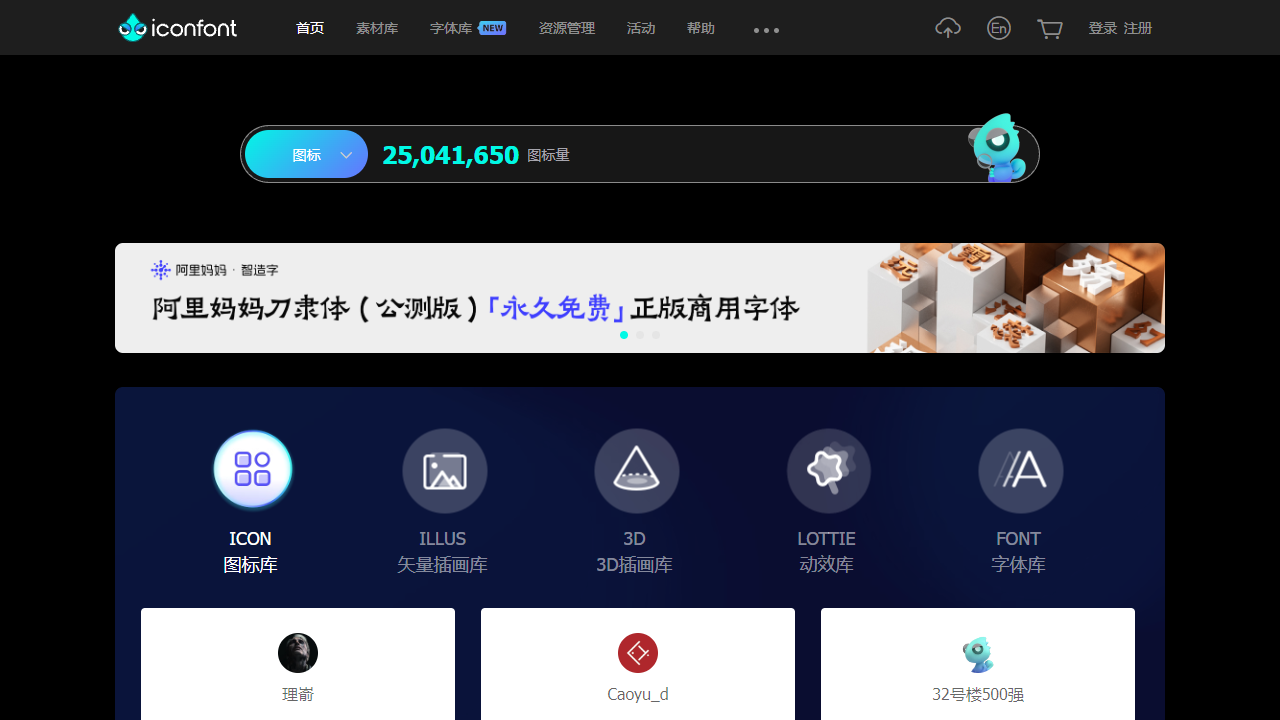 iconfont
首页 素材库 字体库 NEW 资源管理 活动 帮助 En 登录 注册
图标 25,041,650 图标量
阿里妈妈 · 智造字
阿里妈妈刀隶体(公测版)「永久免费」正版商用字体
ICON ILLUS 3D LOTTIE FONT
图标库 矢量插画库 3D插画库 动效库 字体库
理嵛 Caoyu_d 32号楼500强